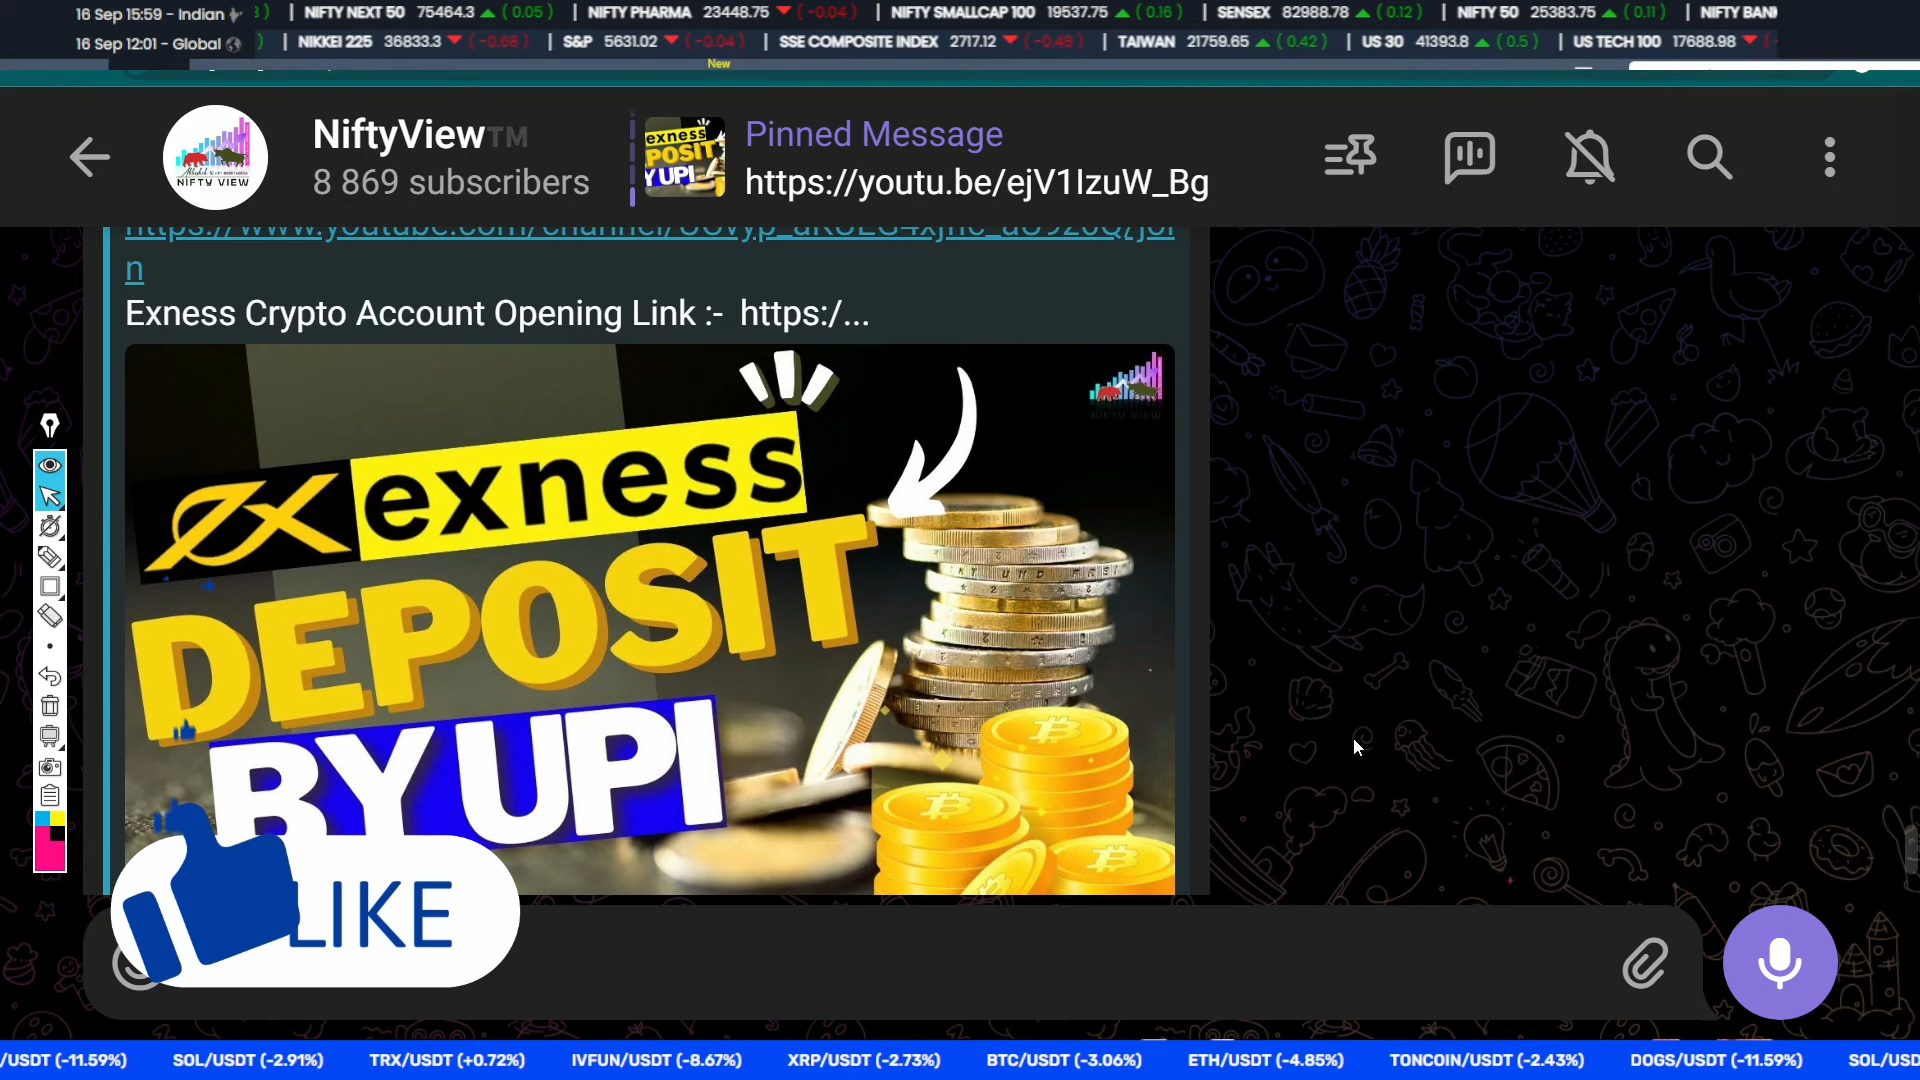 16 Sep 15:59 - Indian
NIFTY NEXT 50 75464.3 ▲ ( 0.05 ) | NIFTY PHARMA 23448.75 ▼ ( -0.04 ) | NIFTY SMALLCAP 100 19537.75 ▲ ( 0.16 ) | SENSEX 82988.78 ▲ ( 0.12 ) | NIFTY 50 25383.75 ▲ ( 0.11 ) | NIFTY BANK
16 Sep 12:01 - Global
NIKKEI 225 36833.3 ▼ ( -0.68 ) | S&P 5631.02 ▼ ( -0.04 ) | SSE COMPOSITE INDEX 2717.12 ▼ ( -0.48 ) | TAIWAN 21759.65 ▲ ( 0.42 ) | US 30 41393.8 ▲ ( 0.5 ) | US TECH 100 17688.98 ▼
New
NiftyView™
8 869 subscribers
Pinned Message
https://youtu.be/ejV1IzuW_Bg
NIFTY VIEW
n
Exness Crypto Account Opening Link :- https:/...
NIFTY VIEW
exness
DEPOSIT
BY UPI
LIKE
/USDT (-11.59%) SOL/USDT (-2.91%) TRX/USDT (+0.72%) IVFUN/USDT (-8.67%) XRP/USDT (-2.73%) BTC/USDT (-3.06%) ETH/USDT (-4.85%) TONCOIN/USDT (-2.43%) DOGS/USDT (-11.59%) SOL/USD